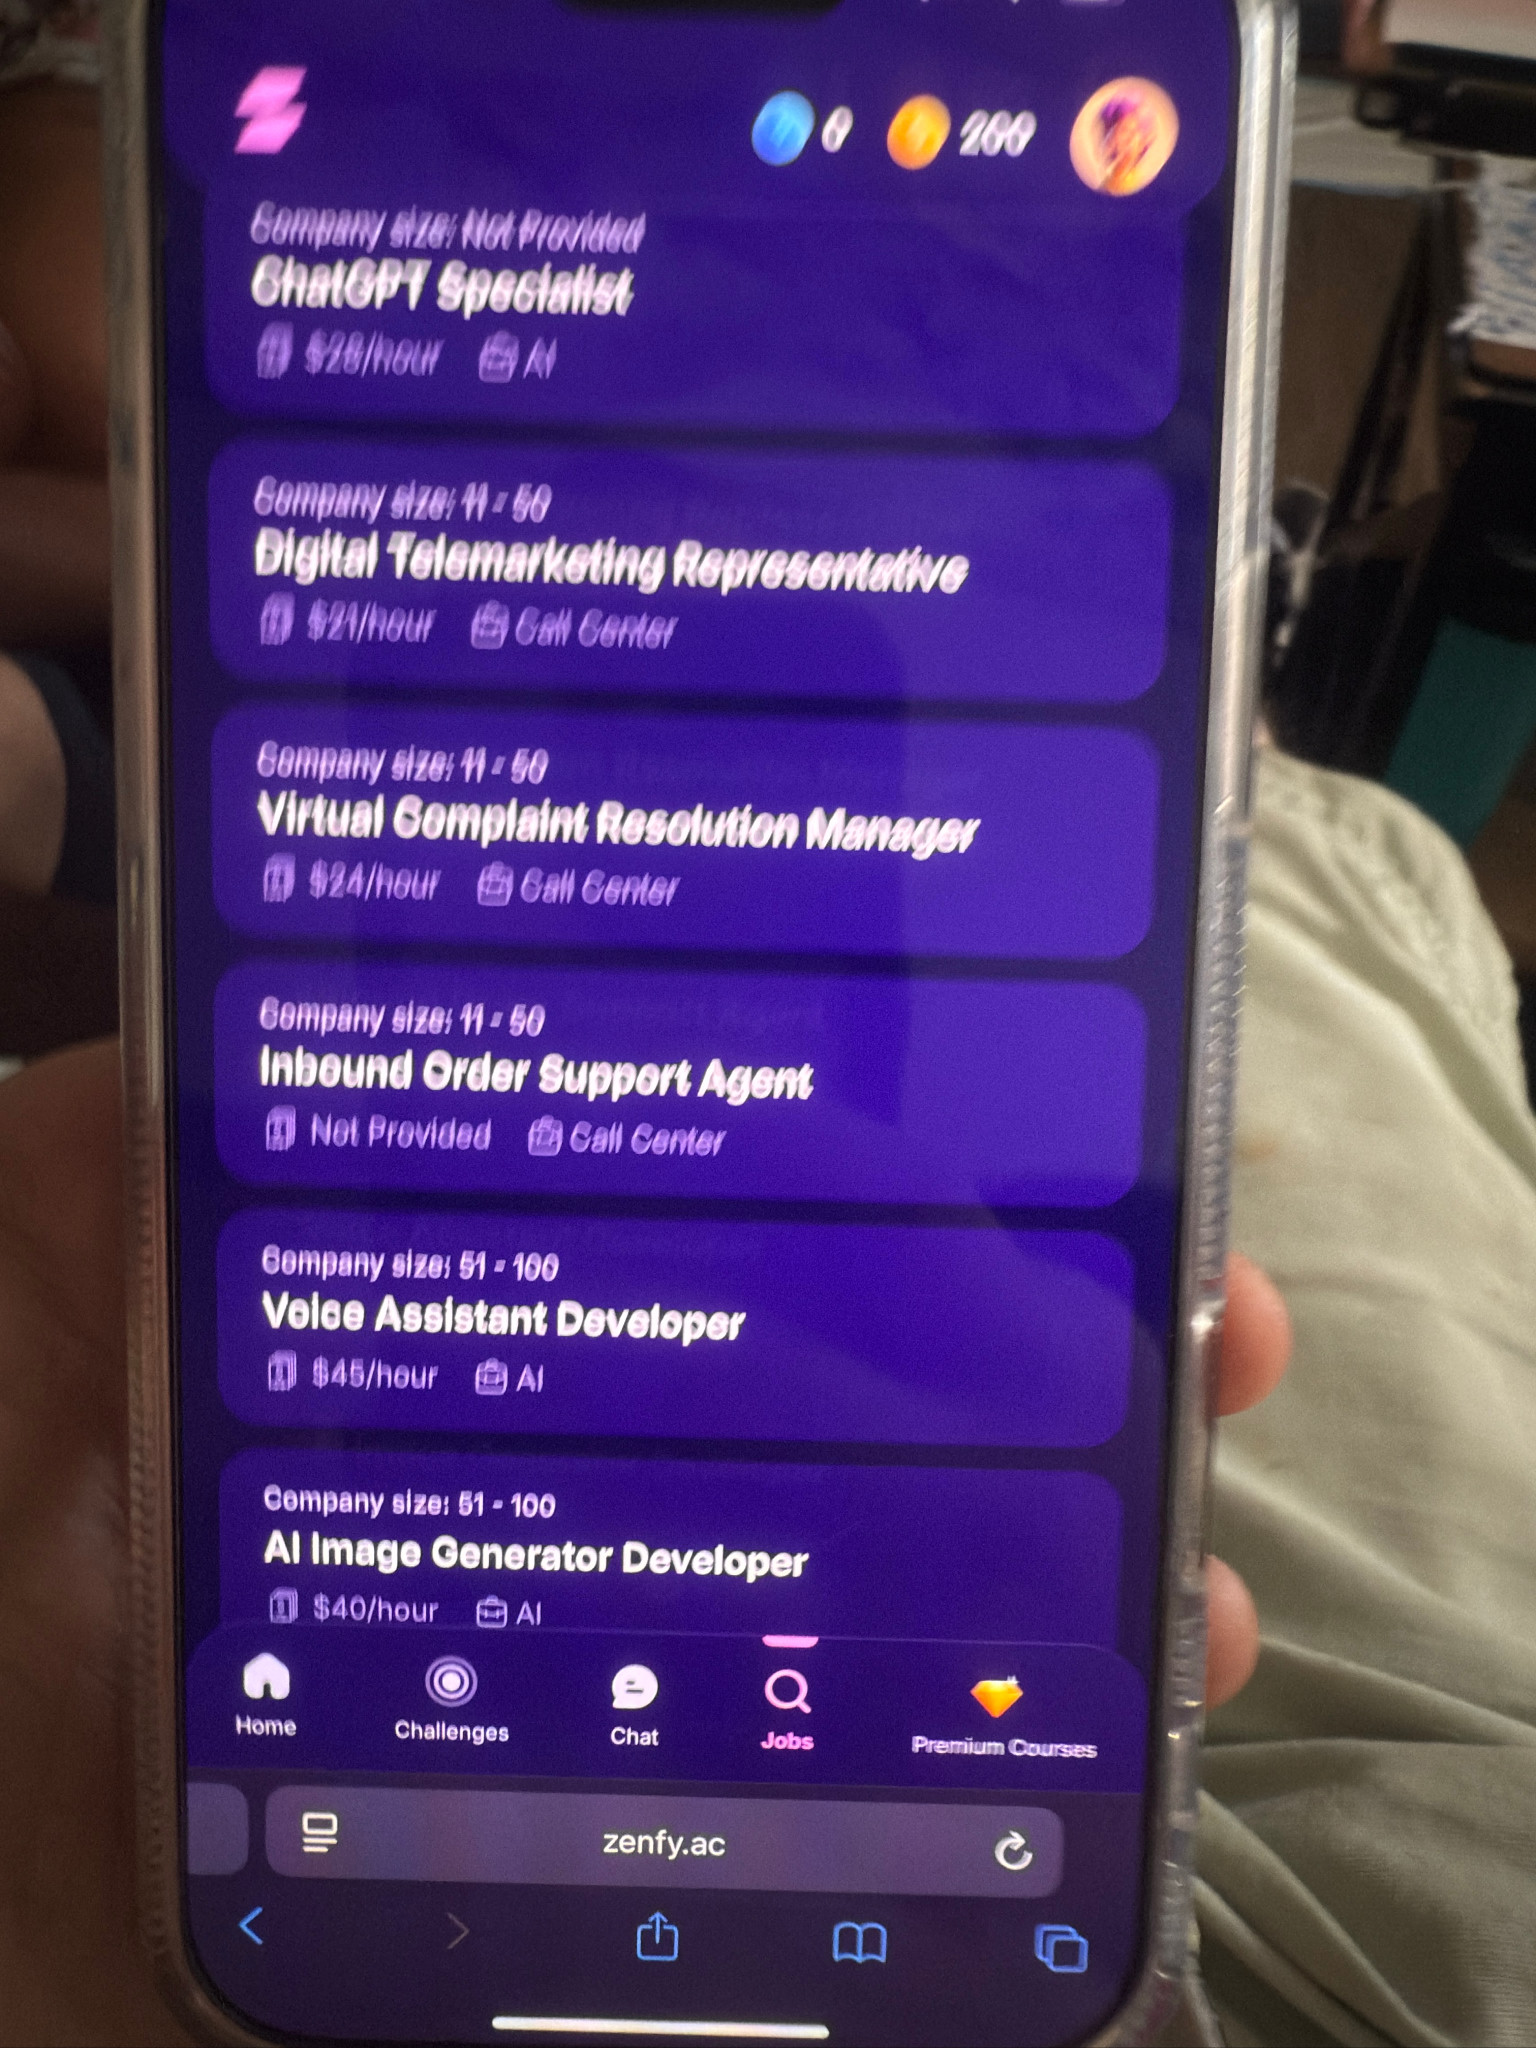 0 200
Company size: Not Provided
ChatGPT Specialist
/hour AI
Company size: 11 - 50
Digital Telemarketing Representative
$21/hour Call Center
Company size: 11 - 50
Virtual Complaint Resolution Manager
$24/hour Call Center
Company size: 11 - 50
Inbound Order Support Agent
Not Provided Call Center
Company size: 51 - 100
Voice Assistant Developer
$45/hour AI
Company size: 51 - 100
AI Image Generator Developer
$40/hour AI
Home Challenges Chat Jobs Premium Courses
zenfy.ac